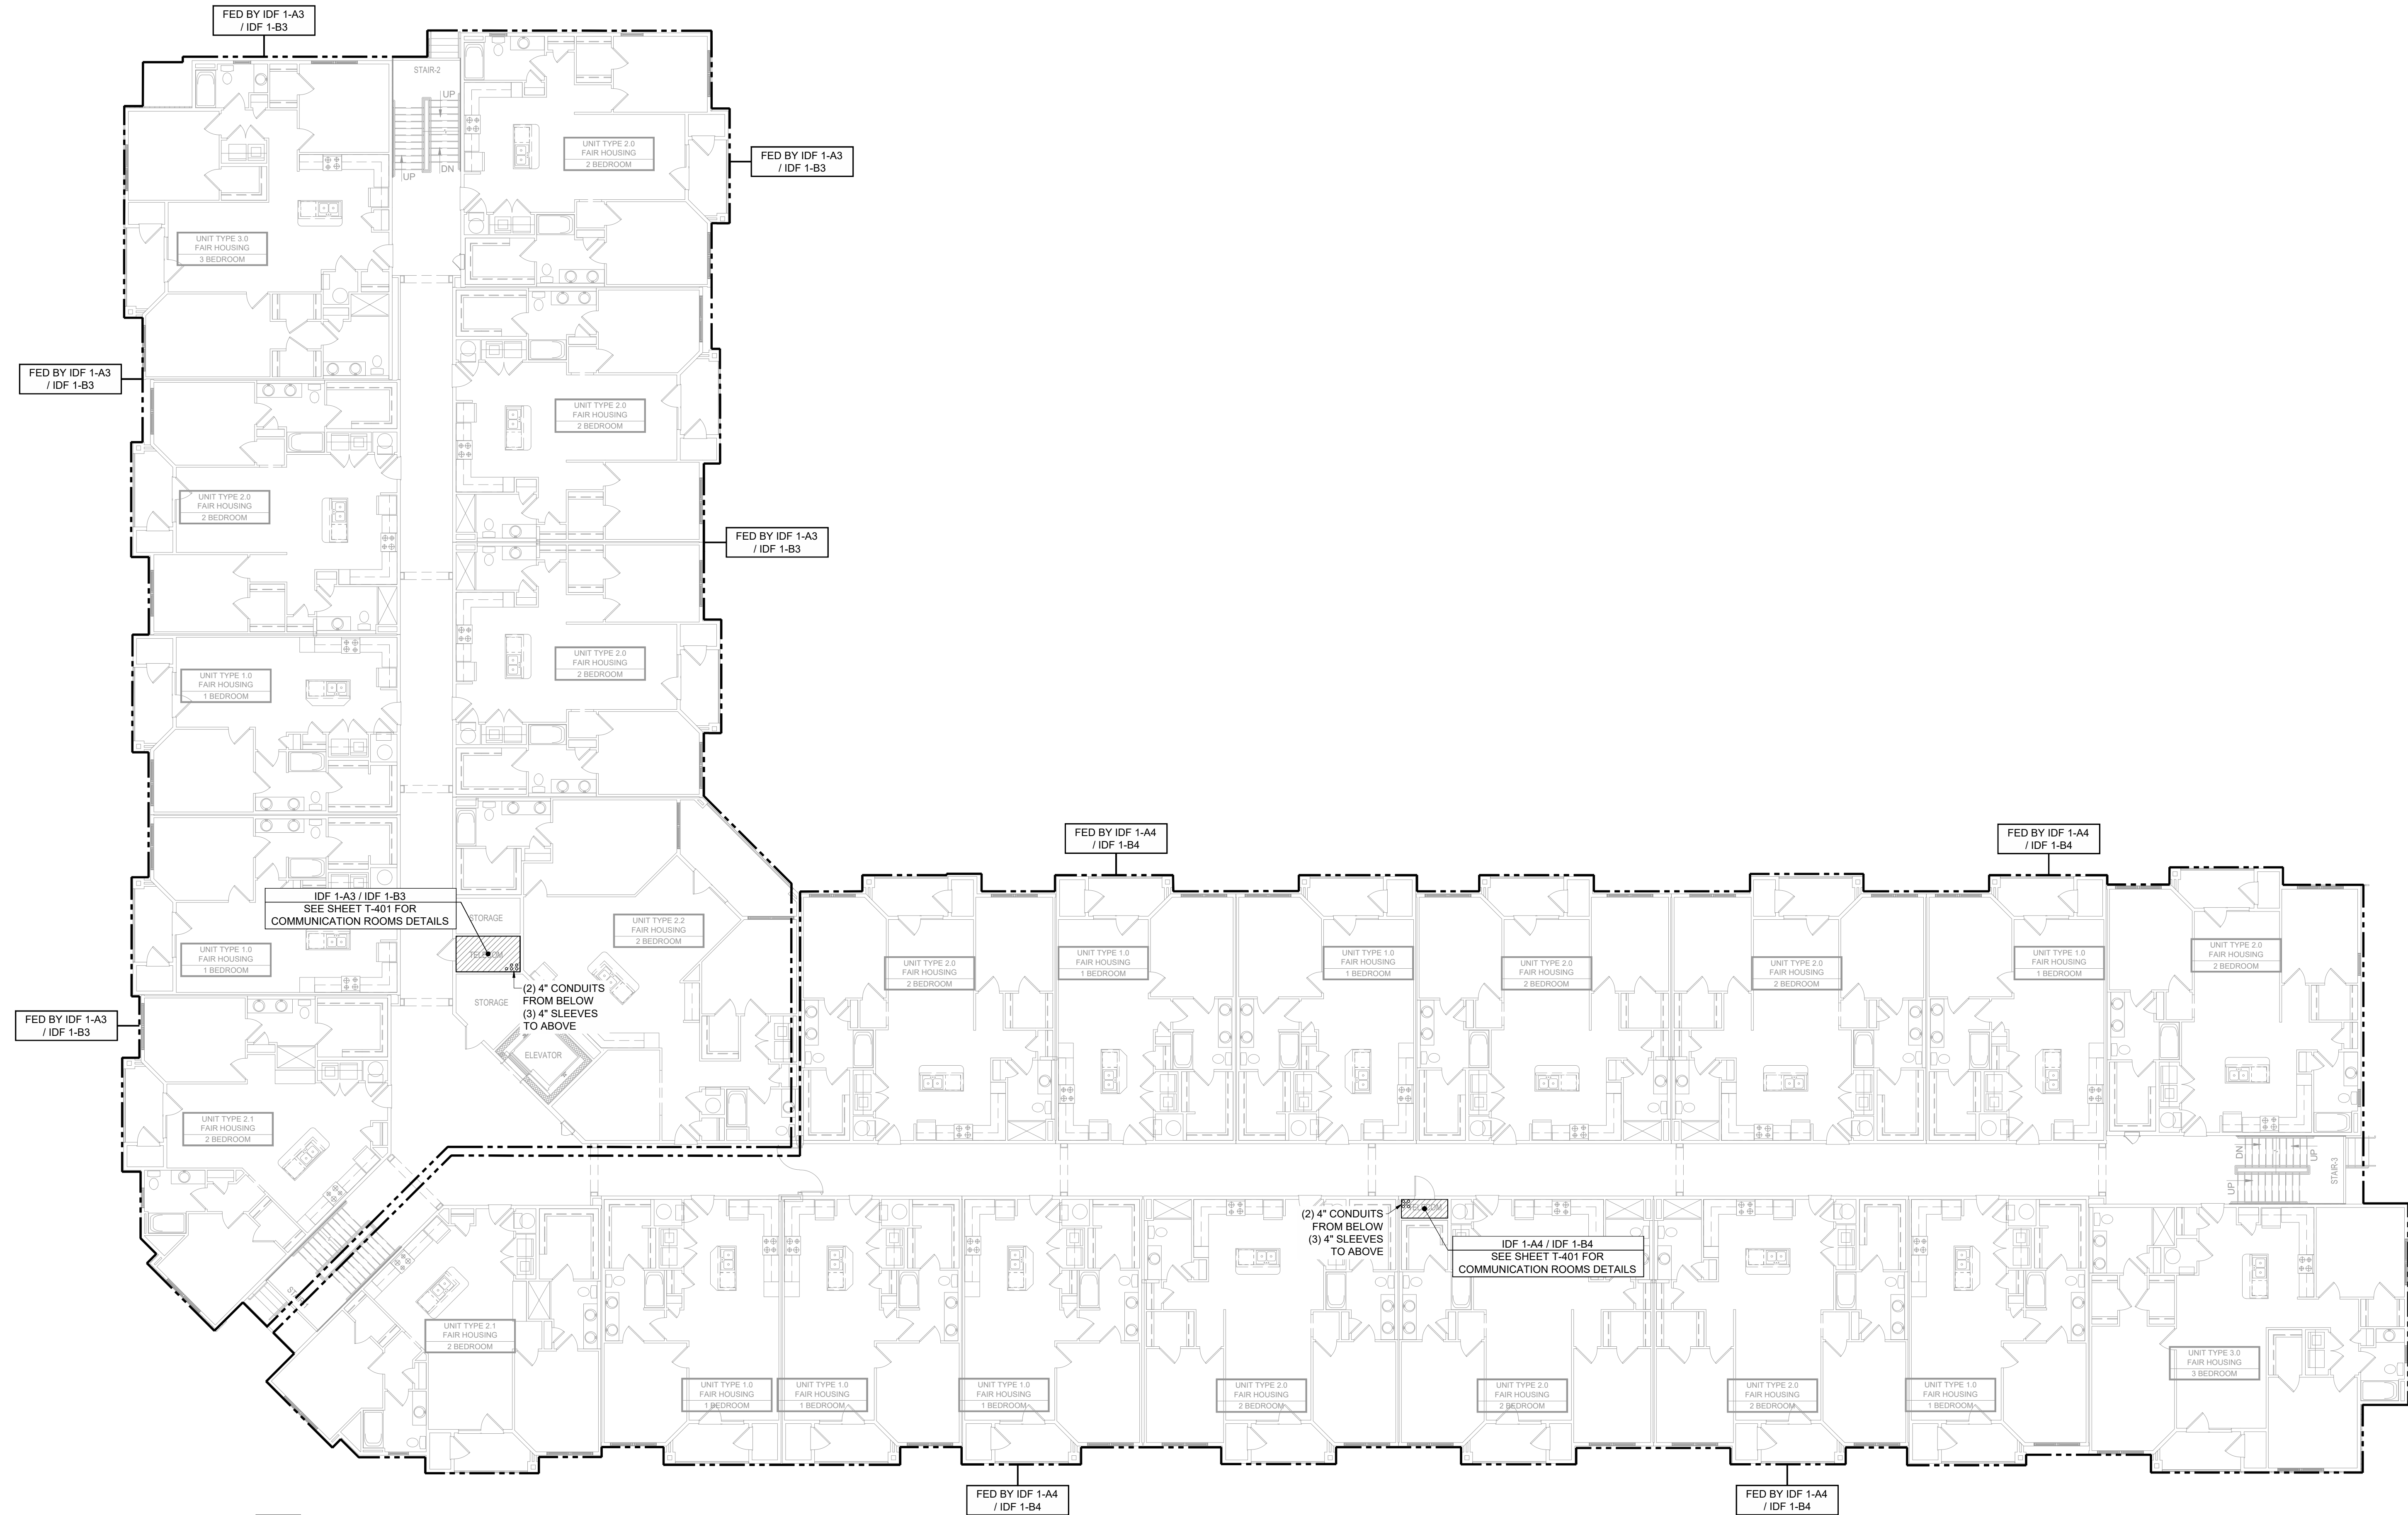 FED BY IDF 1-A3
/ IDF 1-B3
STAIR-2
UP
UP
DN
UNIT TYPE 2.0
FAIR HOUSING
2 BEDROOM
FED BY IDF 1-A3
/ IDF 1-B3
UNIT TYPE 3.0
FAIR HOUSING
3 BEDROOM
FED BY IDF 1-A3
/ IDF 1-B3
UNIT TYPE 2.0
FAIR HOUSING
2 BEDROOM
UNIT TYPE 2.0
FAIR HOUSING
2 BEDROOM
FED BY IDF 1-A3
/ IDF 1-B3
UNIT TYPE 2.0
FAIR HOUSING
2 BEDROOM
UNIT TYPE 1.0
FAIR HOUSING
1 BEDROOM
IDF 1-A3 / IDF 1-B3
SEE SHEET T-401 FOR
COMMUNICATION ROOMS DETAILS
STORAGE
TELECOM
UNIT TYPE 2.2
FAIR HOUSING
2 BEDROOM
UNIT TYPE 1.0
FAIR HOUSING
1 BEDROOM
STORAGE
(2) 4" CONDUITS
FROM BELOW
(3) 4" SLEEVES
TO ABOVE
ELEVATOR
FED BY IDF 1-A3
/ IDF 1-B3
UNIT TYPE 2.1
FAIR HOUSING
2 BEDROOM
FED BY IDF 1-A4
/ IDF 1-B4
FED BY IDF 1-A4
/ IDF 1-B4
UNIT TYPE 2.0
FAIR HOUSING
2 BEDROOM
UNIT TYPE 1.0
FAIR HOUSING
1 BEDROOM
UNIT TYPE 1.0
FAIR HOUSING
1 BEDROOM
UNIT TYPE 2.0
FAIR HOUSING
2 BEDROOM
UNIT TYPE 2.0
FAIR HOUSING
2 BEDROOM
UNIT TYPE 1.0
FAIR HOUSING
1 BEDROOM
UNIT TYPE 2.0
FAIR HOUSING
2 BEDROOM
DN
UP
UP
STAIR-3
(2) 4" CONDUITS
FROM BELOW
(3) 4" SLEEVES
TO ABOVE
TELECOM
IDF 1-A4 / IDF 1-B4
SEE SHEET T-401 FOR
COMMUNICATION ROOMS DETAILS
UNIT TYPE 2.1
FAIR HOUSING
2 BEDROOM
UNIT TYPE 1.0
FAIR HOUSING
1 BEDROOM
UNIT TYPE 1.0
FAIR HOUSING
1 BEDROOM
UNIT TYPE 1.0
FAIR HOUSING
1 BEDROOM
UNIT TYPE 2.0
FAIR HOUSING
2 BEDROOM
UNIT TYPE 2.0
FAIR HOUSING
2 BEDROOM
UNIT TYPE 2.0
FAIR HOUSING
2 BEDROOM
UNIT TYPE 1.0
FAIR HOUSING
1 BEDROOM
UNIT TYPE 3.0
FAIR HOUSING
3 BEDROOM
FED BY IDF 1-A4
/ IDF 1-B4
FED BY IDF 1-A4
/ IDF 1-B4